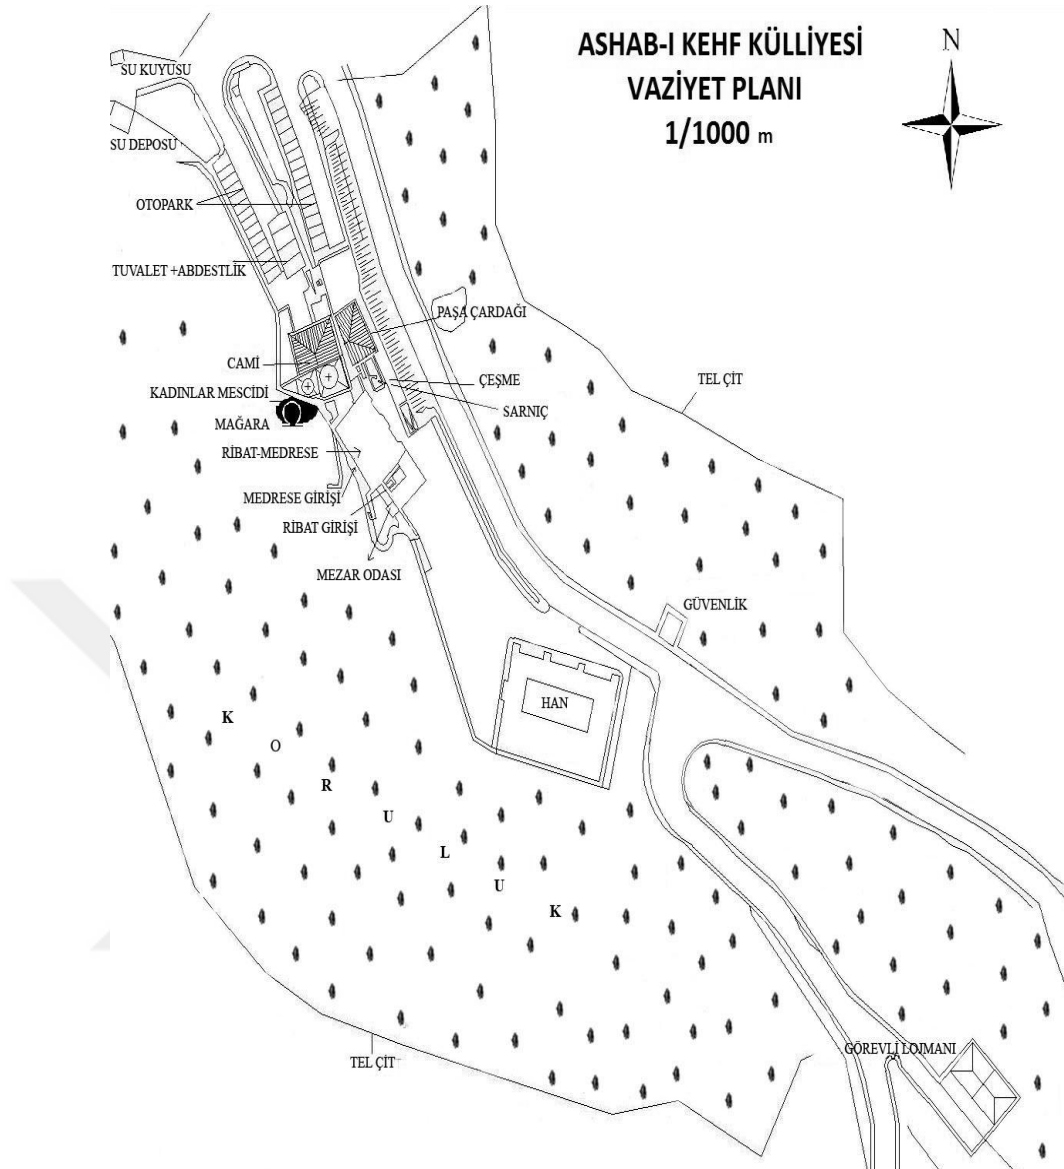 ASHAB-I KEHF KÜLLİYESİ
VAZİYET PLANI
1/1000 m
N
SU KUYUSU
SU DEPOSU
OTOPARK
TUVALET +ABDESTLİK
PAŞA ÇARDAĞI
CAMİ
ÇEŞME
TEL ÇİT
KADINLAR MESCİDİ
SARNIÇ
MAĞARA
RİBAT-MEDRESE
MEDRESE GİRİŞİ
RİBAT GİRİŞİ
MEZAR ODASI
GÜVENLİK
HAN
K
O
R
U
L
U
K
GÖREVLİ LOJMANI
TEL ÇİT